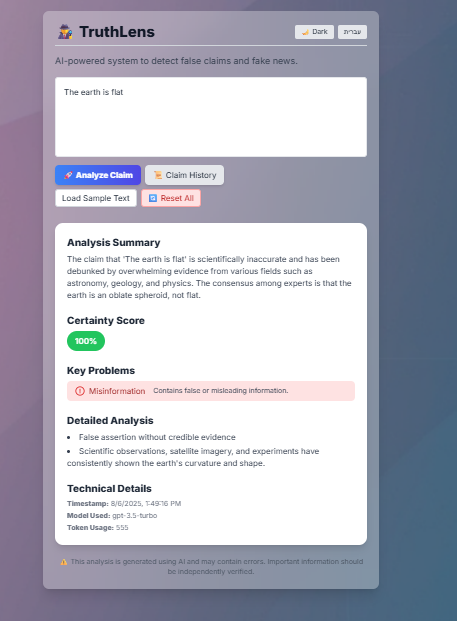 TruthLens
Dark
עברית
AI-powered system to detect false claims and fake news.
The earth is flat
Analyze Claim
Claim History
Load Sample Text
Reset All
Analysis Summary
The claim that 'The earth is flat' is scientifically inaccurate and has been
debunked by overwhelming evidence from various fields such as
astronomy, geology, and physics. The consensus among experts is that the
earth is an oblate spheroid, not flat.
Certainty Score
100%
Key Problems
Misinformation Contains false or misleading information.
Detailed Analysis
• False assertion without credible evidence
• Scientific observations, satellite imagery, and experiments have
consistently shown the earth's curvature and shape.
Technical Details
Timestamp: 8/6/2025, PM
Model Used: gpt-3.5-turbo
Token Usage: 555
This analysis is generated using AI and may contain errors. Important information should
be independently verified.